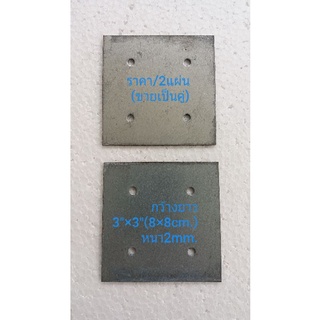 ราคา/2แผ่น
(ขายเป็นคู่)
กว้างยาว
3"×3"(8×8cm.)
หนา2mm.